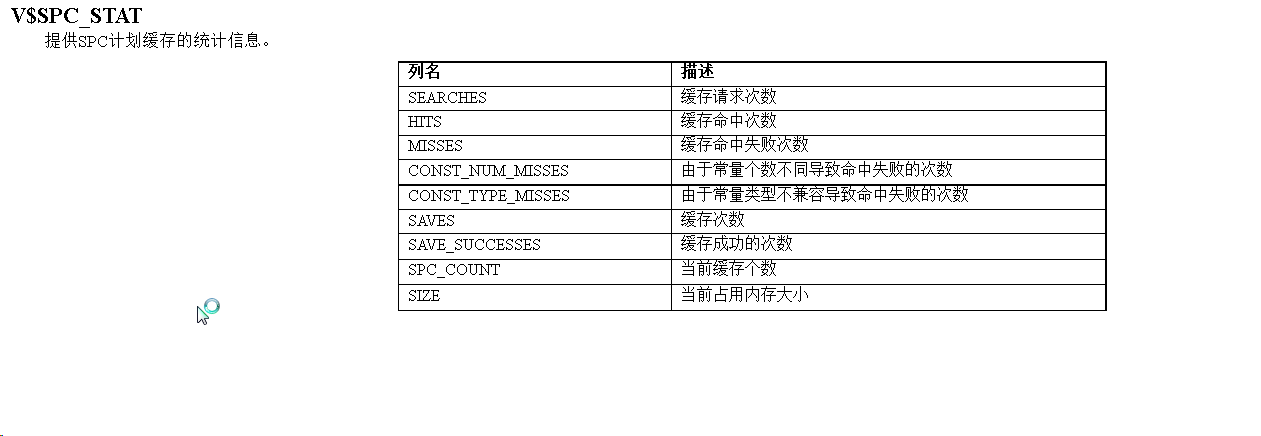 V$SPC_STAT
提供SPC计划缓存的统计信息。
列名 描述
SEARCHES 缓存请求次数
HITS 缓存命中次数
MISSES 缓存命中失败次数
CONST_NUM_MISSES 由于常量个数不同导致命中失败的次数
CONST_TYPE_MISSES 由于常量类型不兼容导致命中失败的次数
SAVES 缓存次数
SAVE_SUCCESSES 缓存成功的次数
SPC_COUNT 当前缓存个数
SIZE 当前占用内存大小